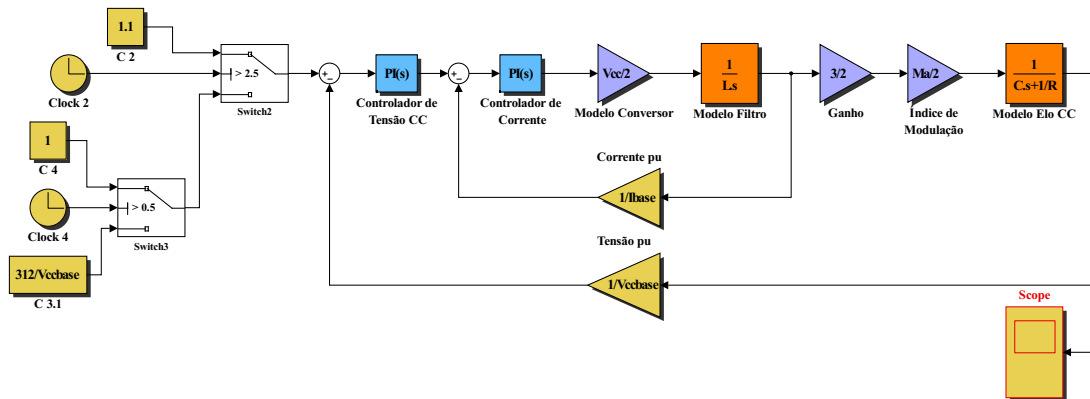 1.1
C 2
Clock 2
> 2.5
Switch2
1
C 4
Clock 4
> 0.5
Switch3
312/Vccbase
C 3.1
+
-
PI(s)
Controlador de
Tensão CC
+
-
PI(s)
Controlador de
Corrente
Vcc/2
Modelo Conversor
1
L.s
Modelo Filtro
3/2
Ganho
Ma/2
Índice de
Modulação
1
C.s+1/R
Modelo Elo CC
Corrente pu
1/Ibase
Tensão pu
1/Vccbase
Scope